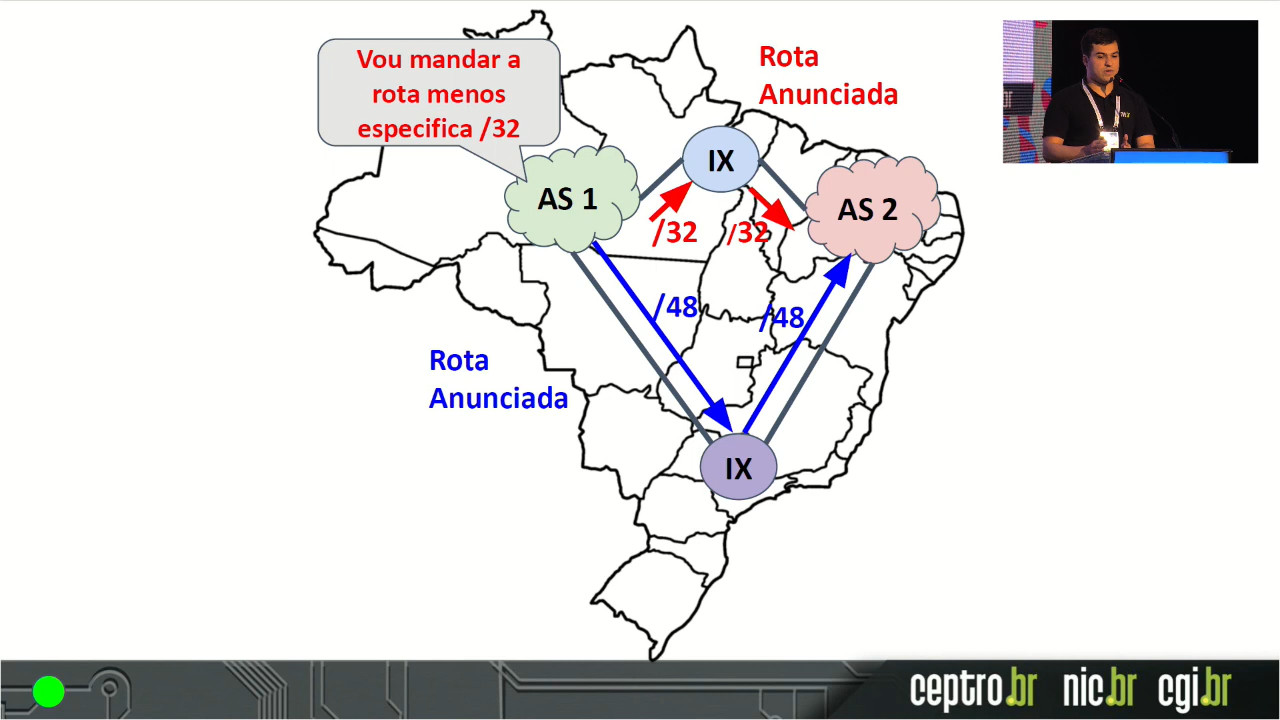 Vou mandar a
rota menos
especifica /32
Rota
Anunciada
IX
AS 1
AS 2
/32
/32
/48
/48
Rota
Anunciada
IX
ceptro.br nic.br cgi.br